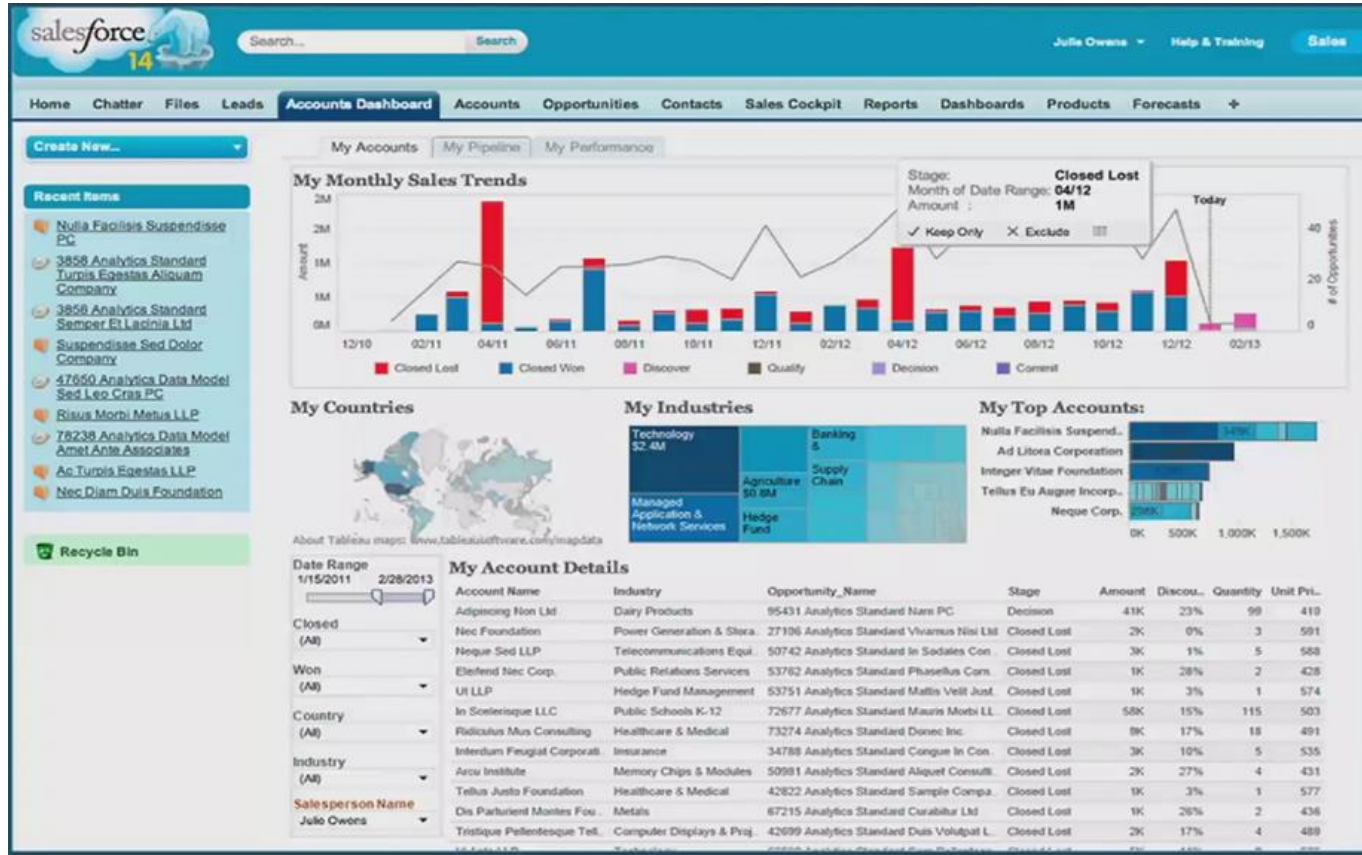 salesforce
14
Search...
Search
Julie Owens
Help & Training
Sales
Home Chatter Files Leads Accounts Dashboard Accounts Opportunities Contacts Sales Cockpit Reports Dashboards Products Forecasts +
Create New...
Recent Items
Nulla Facilisis Suspendisse
PC
3858 Analytics Standard
Turpis Egestas Aliquam
Company
3858 Analytics Standard
Semper Et Lacinia Ltd
Suspendisse Sed Dolor
Company
47650 Analytics Data Model
Sed Leo Cras PC
Risus Morbi Metus LLP
78238 Analytics Data Model
Amet Ante Associates
Ac Turpis Egestas LLP
Nec Diam Duis Foundation
Recycle Bin
My Accounts My Pipeline My Performance
My Monthly Sales Trends
Stage: Closed Lost
Month of Date Range: 04/12
Amount : 1M
Keep Only Exclude
Today
2M
2M
1M
1M
0M
Amount
40
20
0
# of Opportunities
12/10 02/11 04/11 06/11 08/11 10/11 12/11 02/12 04/12 06/12 08/12 10/12 12/12 02/13
Closed Lost Closed Won Discover Qualify Decision Commit
My Countries
About Tableau maps: www.tableausoftware.com/mapdata
My Industries
Technology
$2.4M
Managed
Application &
Network Services
Agriculture
$0.8M
Hedge
Fund
Banking
&
Supply
Chain
My Top Accounts:
Nulla Facilisis Suspend..
Ad Litora Corporation
Integer Vitae Foundation
Tellus Eu Augue Incorp..
Neque Corp.
0K 500K 1,000K 1,500K
Date Range
1/15/2011 2/28/2013
Closed
(All)
Won
(All)
Country
(All)
Industry
(All)
Salesperson Name
Julie Owens
My Account Details
Account Name Industry Opportunity_Name Stage Amount Discou.. Quantity Unit Pri..
Adipiscing Non Ltd Dairy Products 95431 Analytics Standard Nam PC Decision 41K 23% 99 410
Nec Foundation Power Generation & Stora.. 27106 Analytics Standard Vivamus Nisi Ltd Closed Lost 2K 0% 3 591
Neque Sed LLP Telecommunications Equi.. 50742 Analytics Standard In Sodales Con.. Closed Lost 3K 1% 5 588
Eleifend Nec Corp. Public Relations Services 53762 Analytics Standard Phasellus Corn.. Closed Lost 1K 28% 2 428
Ut LLP Hedge Fund Management 53751 Analytics Standard Mattis Velit Just.. Closed Lost 1K 3% 1 574
In Scelerisque LLC Public Schools K-12 72677 Analytics Standard Mauris Morbi LL.. Closed Lost 58K 15% 115 503
Ridiculus Mus Consulting Healthcare & Medical 73274 Analytics Standard Donec Inc. Closed Lost 9K 17% 18 491
Interdum Feugiat Corporati.. Insurance 34788 Analytics Standard Congue In Con.. Closed Lost 3K 10% 5 535
Arcu Institute Memory Chips & Modules 50981 Analytics Standard Aliquet Consulti.. Closed Lost 2K 27% 4 431
Tellus Justo Foundation Healthcare & Medical 42822 Analytics Standard Sample Compa.. Closed Lost 1K 3% 1 577
Dis Parturient Montes Fou.. Metals 67215 Analytics Standard Curabitur Ltd Closed Lost 1K 26% 2 436
Tristique Pellentesque Tell.. Computer Displays & Proj.. 42699 Analytics Standard Duis Volutpat L.. Closed Lost 2K 17% 4 489